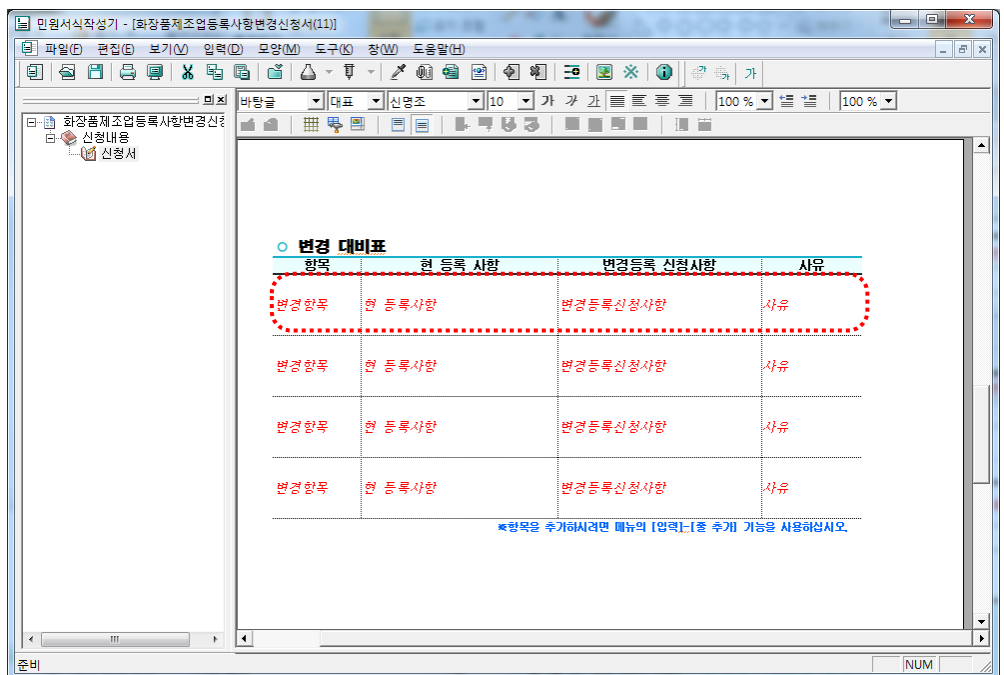 민원서식작성기 - [화장품제조업등록사항변경신청서(11)]
파일(F) 편집(E) 보기(V) 입력(D) 모양(M) 도구(K) 창(W) 도움말(H)
가
바탕글 대표 신명조 10 가 가 가 100 % 100 %
화장품제조업등록사항변경신청
신청내용
신청서
변경 대비표
항목 현 등록 사항 변경등록 신청사항 사유
변경항목 현 등록사항 변경등록신청사항 사유
변경항목 현 등록사항 변경등록신청사항 사유
변경항목 현 등록사항 변경등록신청사항 사유
변경항목 현 등록사항 변경등록신청사항 사유
※항목을 추가하시려면 메뉴의 [입력]-[줄 추가] 기능을 사용하십시오.
준비 NUM